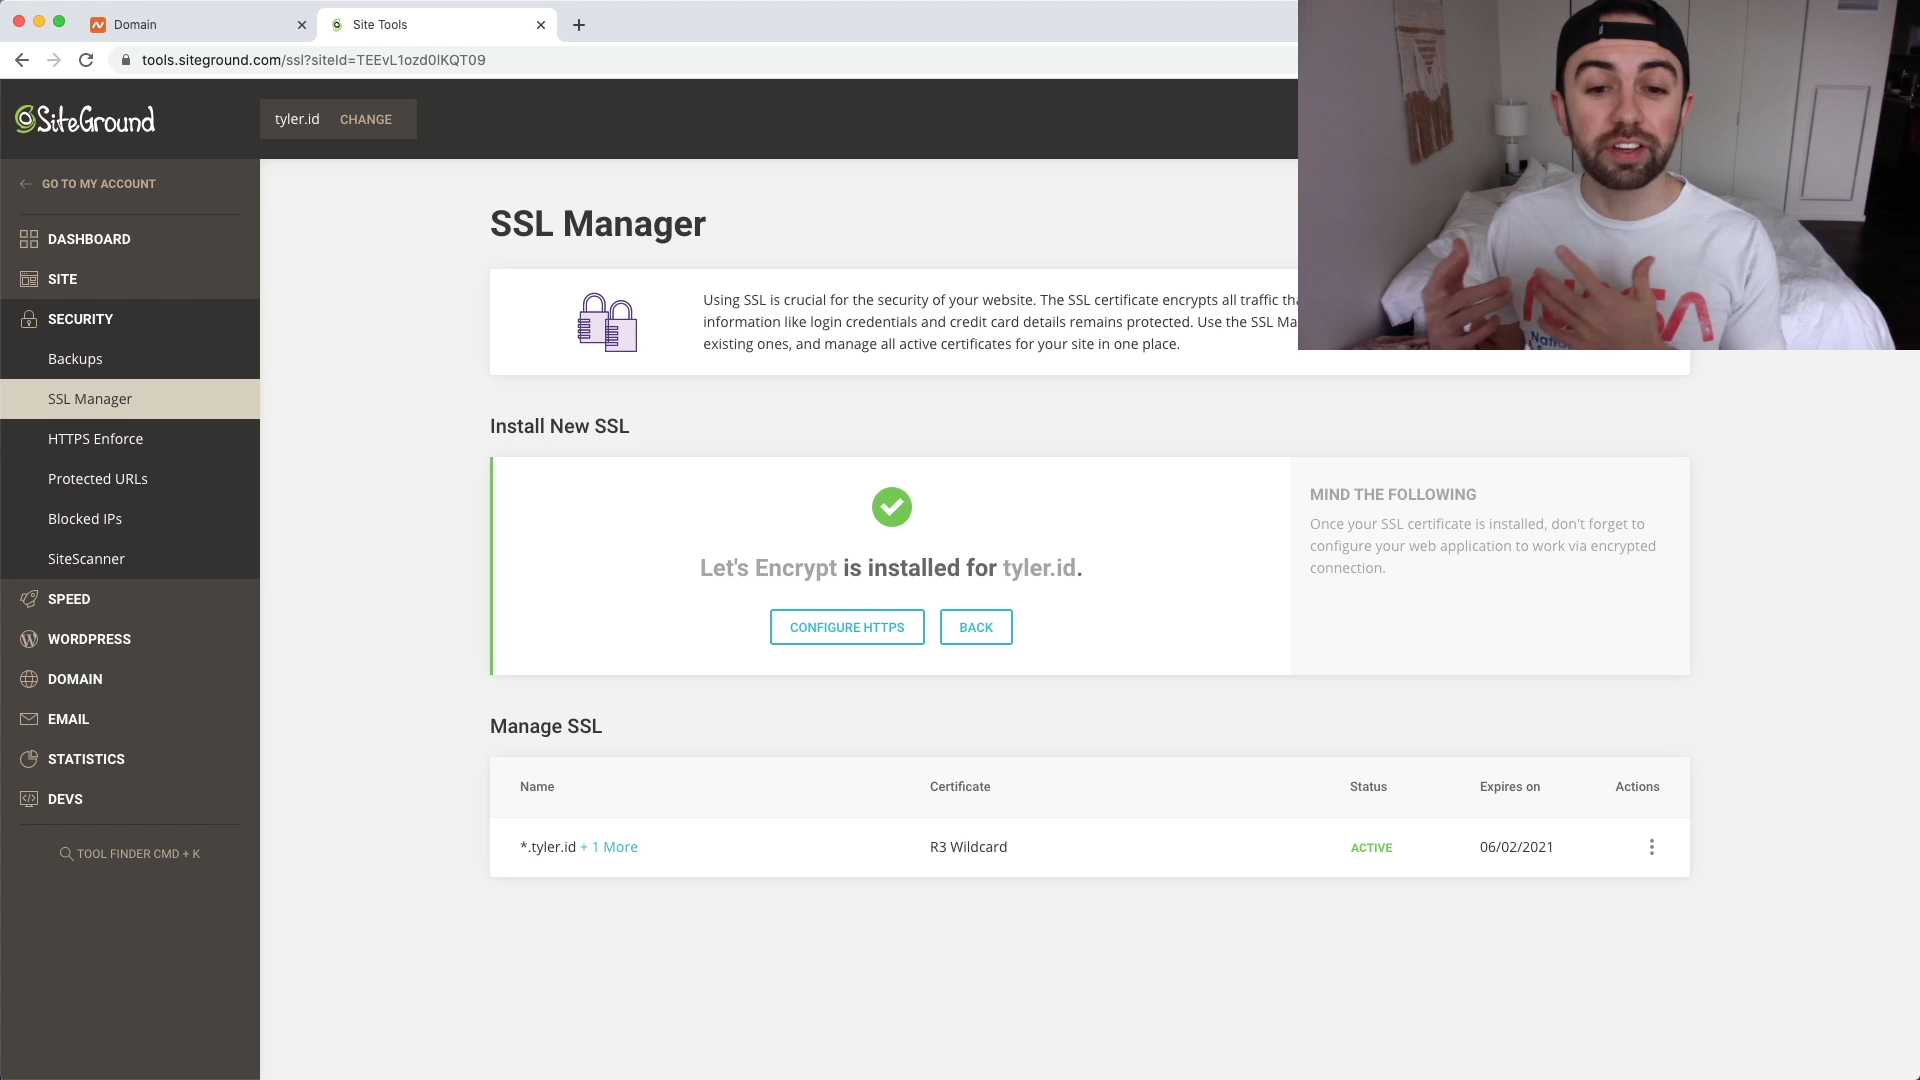 Domain
Site Tools
tools.siteground.com/ssl?siteId=TEEvL1ozd0lKQT09
SiteGround
tyler.id CHANGE
GO TO MY ACCOUNT
DASHBOARD
SITE
SECURITY
Backups
SSL Manager
HTTPS Enforce
Protected URLs
Blocked IPs
SiteScanner
SPEED
WORDPRESS
DOMAIN
EMAIL
STATISTICS
DEVS
TOOL FINDER CMD + K
SSL Manager
Using SSL is crucial for the security of your website. The SSL certificate encrypts all traffic
information like login credentials and credit card details remains protected. Use the SSL
existing ones, and manage all active certificates for your site in one place.
Install New SSL
Let's Encrypt is installed for tyler.id.
CONFIGURE HTTPS BACK
MIND THE FOLLOWING
Once your SSL certificate is installed, don't forget to
configure your web application to work via encrypted
connection.
Manage SSL
Name Certificate Status Expires on Actions
*.tyler.id + 1 More R3 Wildcard ACTIVE 06/02/2021
NASA